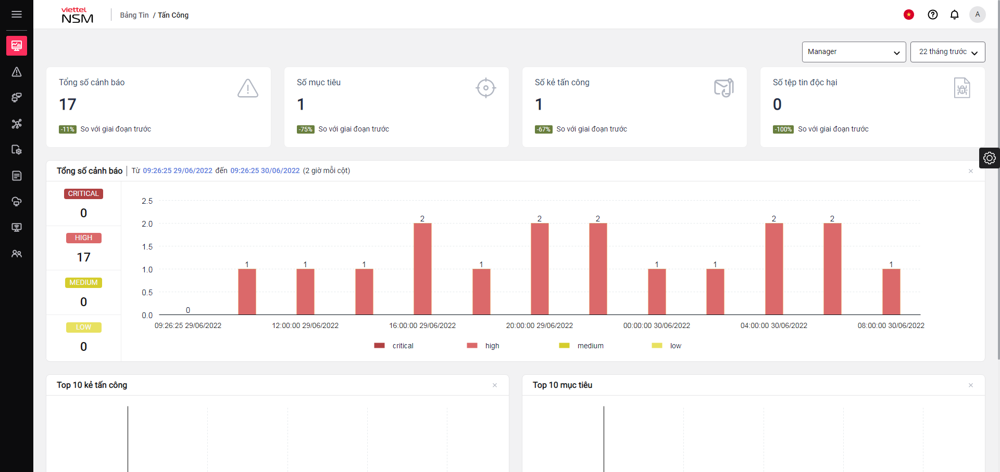 viettel
NSM
Bảng Tin / Tấn Công
A
Manager
22 tháng trước
Tổng số cảnh báo
17
-11% So với giai đoạn trước
Số mục tiêu
1
-75% So với giai đoạn trước
Số kẻ tấn công
1
-67% So với giai đoạn trước
Số tệp tin độc hại
0
-100% So với giai đoạn trước
Tổng số cảnh báo Từ 09:26:25 29/06/2022 đến 09:26:25 30/06/2022 (2 giờ mỗi cột)
CRITICAL
0
HIGH
17
MEDIUM
0
LOW
0
2.5
2.0
1.5
1.0
0.5
0.0
0 1 1 1 2 1 2 2 1 1 2 2 1
09:26:25 29/06/2022 12:00:00 29/06/2022 16:00:00 29/06/2022 20:00:00 29/06/2022 00:00:00 30/06/2022 04:00:00 30/06/2022 08:00:00 30/06/2022
critical high medium low
Top 10 kẻ tấn công
Top 10 mục tiêu